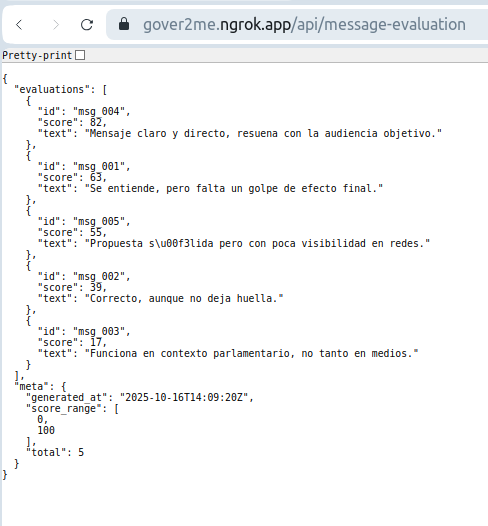 gover2me.ngrok.app/api/message-evaluation
Pretty-print
{
  "evaluations": [
    {
      "id": "msg_004",
      "score": 82,
      "text": "Mensaje claro y directo, resuena con la audiencia objetivo."
    },
    {
      "id": "msg_001",
      "score": 63,
      "text": "Se entiende, pero falta un golpe de efecto final."
    },
    {
      "id": "msg_005",
      "score": 55,
      "text": "Propuesta s\u00f3lida pero con poca visibilidad en redes."
    },
    {
      "id": "msg_002",
      "score": 39,
      "text": "Correcto, aunque no deja huella."
    },
    {
      "id": "msg_003",
      "score": 17,
      "text": "Funciona en contexto parlamentario, no tanto en medios."
    }
  ],
  "meta": {
    "generated_at": "2025-10-16T14:09:20Z",
    "score_range": [
      0,
      100
    ],
    "total": 5
  }
}